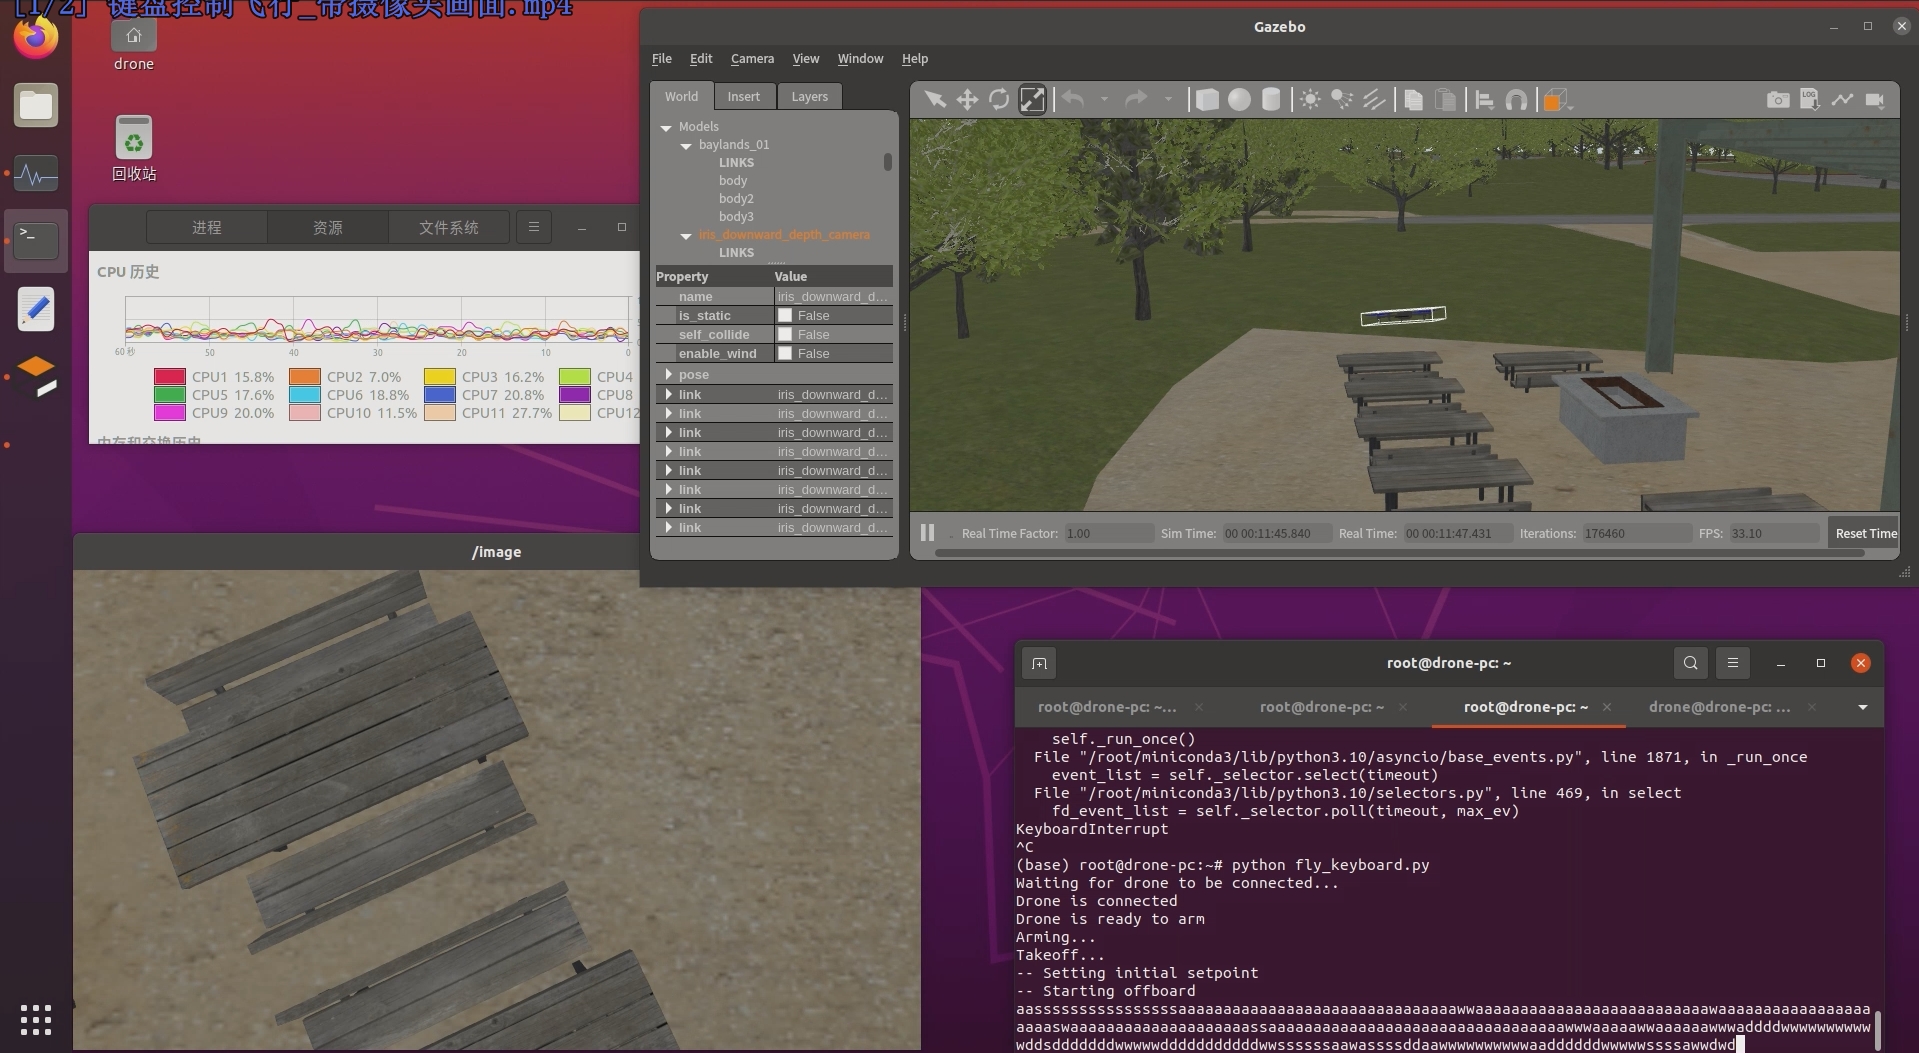 [1/2] 键盘控制飞行_带摄像头画面.mp4
drone
回收站
进程
资源
文件系统
CPU 历史
60 秒
50
40
30
20
10
0
CPU1 15.8%
CPU2 7.0%
CPU3 16.2%
CPU4
CPU5 17.6%
CPU6 18.8%
CPU7 20.8%
CPU8
CPU9 20.0%
CPU10 11.5%
CPU11 27.7%
CPU12
内存和交换历史
Gazebo
File
Edit
Camera
View
Window
Help
World
Insert
Layers
LOG
Models
baylands_01
LINKS
body
body2
body3
iris_downward_depth_camera
LINKS
Property Value
name iris_downward_d...
is_static False
self_collide False
enable_wind False
pose
link iris_downward_d...
link iris_downward_d...
link iris_downward_d...
link iris_downward_d...
link iris_downward_d...
link iris_downward_d...
link iris_downward_d...
link iris_downward_d...
Real Time Factor: 1.00 Sim Time: 00 00:11:45.840 Real Time: 00 00:11:47.431 Iterations: 176460 FPS: 33.10 Reset Time
/image
root@drone-pc: ~
root@drone-pc: ~...
root@drone-pc: ~
root@drone-pc: ~
drone@drone-pc: ...
self._run_once()
File "/root/miniconda3/lib/python3.10/asyncio/base_events.py", line 1871, in _run_once
event_list = self._selector.select(timeout)
File "/root/miniconda3/lib/python3.10/selectors.py", line 469, in select
fd_event_list = self._selector.poll(timeout, max_ev)
KeyboardInterrupt
^C
(base) root@drone-pc:~# python fly_keyboard.py
Waiting for drone to be connected...
Drone is connected
Drone is ready to arm
Arming...
Takeoff...
-- Setting initial setpoint
-- Starting offboard